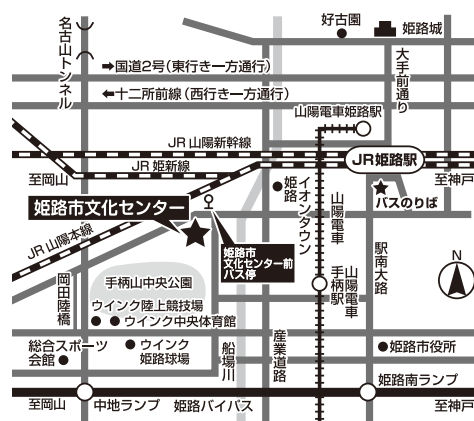 好古園
姫路城
名古山トンネル
大手前通り
➡国道2号(東行き一方通行)
⬅十二所前線(西行き一方通行)
山陽電車姫路駅
JR 山陽新幹線
JR 姫新線
JR姫路駅
至岡山
至神戸
姫路
イオンタウン
バスのりば
姫路市文化センター
山陽電車
姫路市
文化センター前
バス停
JR 山陽本線
駅南大路
N
岡田陸橋
手柄山中央公園
山陽電車
手柄駅
ウインク陸上競技場
ウインク中央体育館
総合スポーツ
会館
ウインク
姫路球場
船場川
産業道路
姫路市役所
姫路南ランプ
至岡山
中地ランプ
姫路バイパス
至神戸